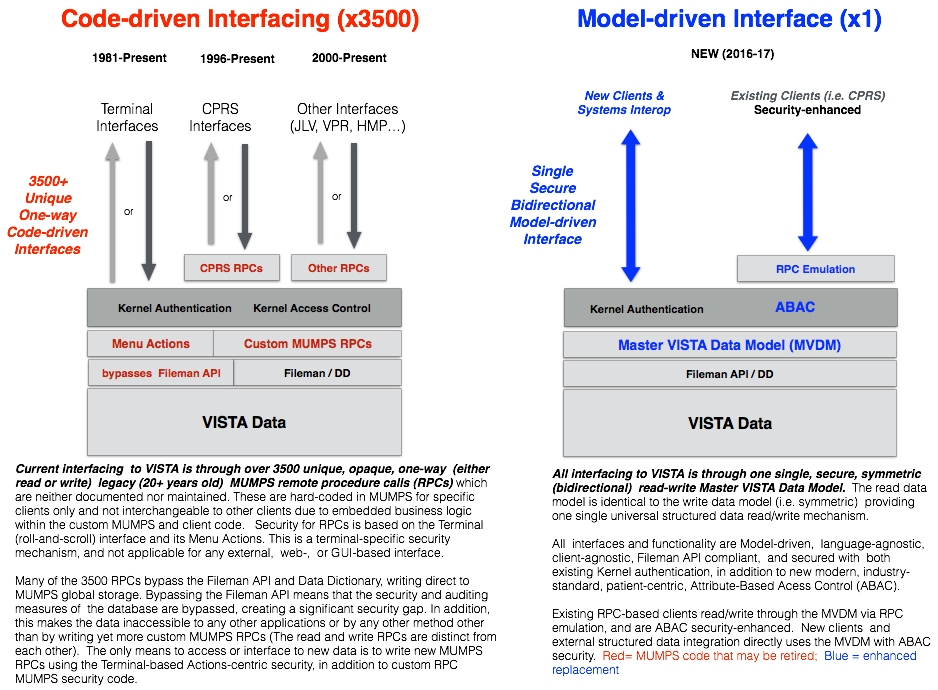 Code-driven Interfacing (x3500)
1981-Present
1996-Present
2000-Present
Terminal
Interfaces
CPRS
Interfaces
Other Interfaces
(JLV, VPR, HMP…)
3500+
Unique
One-way
Code-driven
Interfaces
or
or
or
CPRS RPCs
Other RPCs
Kernel Authentication
Kernel Access Control
Menu Actions
Custom MUMPS RPCs
bypasses Fileman API
Fileman / DD
VISTA Data
Current interfacing to VISTA is through over 3500 unique, opaque, one-way (either
read or write) legacy (20+ years old) MUMPS remote procedure calls (RPCs) which
are neither documented nor maintained. These are hard-coded in MUMPS for specific
clients only and not interchangeable to other clients due to embedded business logic
within the custom MUMPS and client code. Security for RPCs is based on the Terminal
(roll-and-scroll) interface and its Menu Actions. This is a terminal-specific security
mechanism, and not applicable for any external, web-, or GUI-based interface.
Many of the 3500 RPCs bypass the Fileman API and Data Dictionary, writing direct to
MUMPS global storage. Bypassing the Fileman API means that the security and auditing
measures of the database are bypassed, creating a significant security gap. In addition,
this makes the data inaccessible to any other applications or by any other method other
than by writing yet more custom MUMPS RPCs (The read and write RPCs are distinct from
each other). The only means to access or interface to new data is to write new MUMPS
RPCs using the Terminal-based Actions-centric security, in addition to custom RPC
MUMPS security code.
Model-driven Interface (x1)
NEW (2016-17)
New Clients &
Systems Interop
Existing Clients (i.e. CPRS)
Security-enhanced
Single
Secure
Bidirectional
Model-driven
Interface
RPC Emulation
Kernel Authentication
ABAC
Master VISTA Data Model (MVDM)
Fileman API / DD
VISTA Data
All interfacing to VISTA is through one single, secure, symmetric
(bidirectional) read-write Master VISTA Data Model. The read data
model is identical to the write data model (i.e. symmetric) providing
one single universal structured data read/write mechanism.
All interfaces and functionality are Model-driven, language-agnostic,
client-agnostic, Fileman API compliant, and secured with both
existing Kernel authentication, in addition to new modern, industry-
standard, patient-centric, Attribute-Based Acess Control (ABAC).
Existing RPC-based clients read/write through the MVDM via RPC
emulation, and are ABAC security-enhanced. New clients and
external structured data integration directly uses the MVDM with ABAC
security. Red= MUMPS code that may be retired; Blue = enhanced
replacement